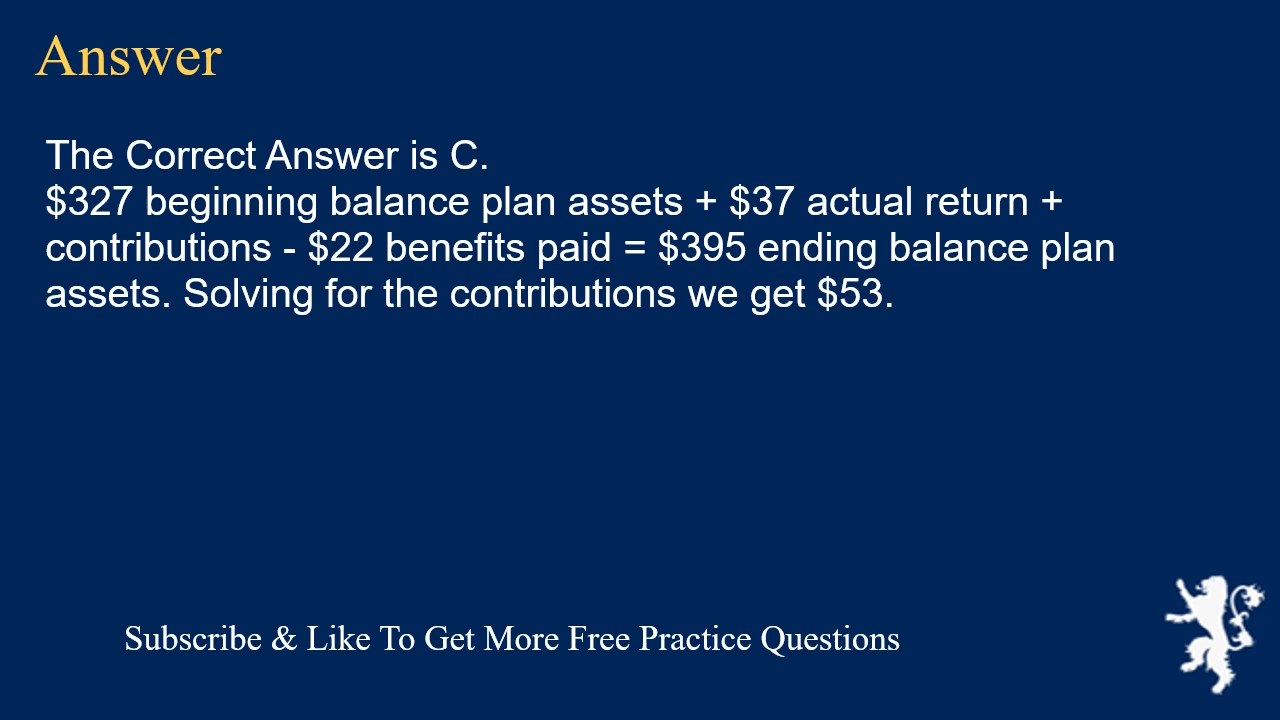 Answer
The Correct Answer is C.
$327 beginning balance plan assets + $37 actual return +
contributions - $22 benefits paid = $395 ending balance plan
assets. Solving for the contributions we get $53.
Subscribe & Like To Get More Free Practice Questions